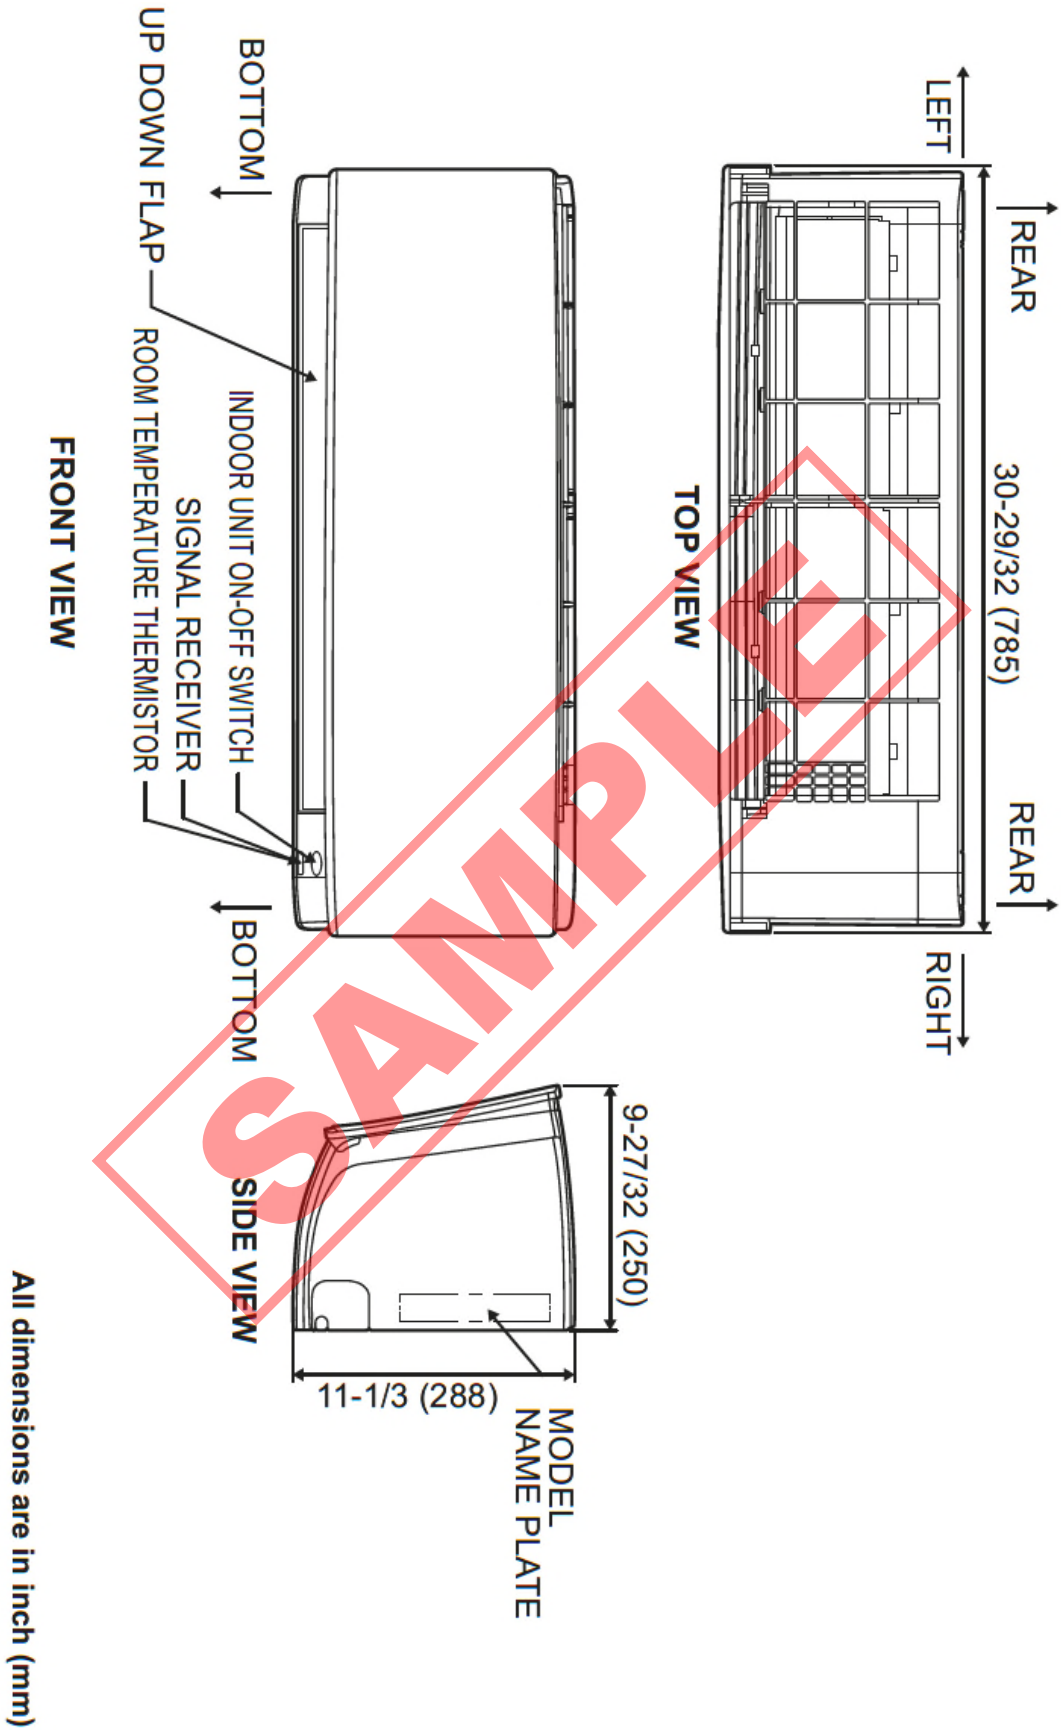 REAR
REAR
LEFT
30-29/32 (785)
RIGHT
TOP VIEW
9-27/32 (250)
MODEL
NAME PLATE
11-1/3 (288)
BOTTOM
BOTTOM
SIDE VIEW
INDOOR UNIT ON-OFF SWITCH
SIGNAL RECEIVER
UP DOWN FLAP
ROOM TEMPERATURE THERMISTOR
FRONT VIEW
All dimensions are in inch (mm)
SAMPLE